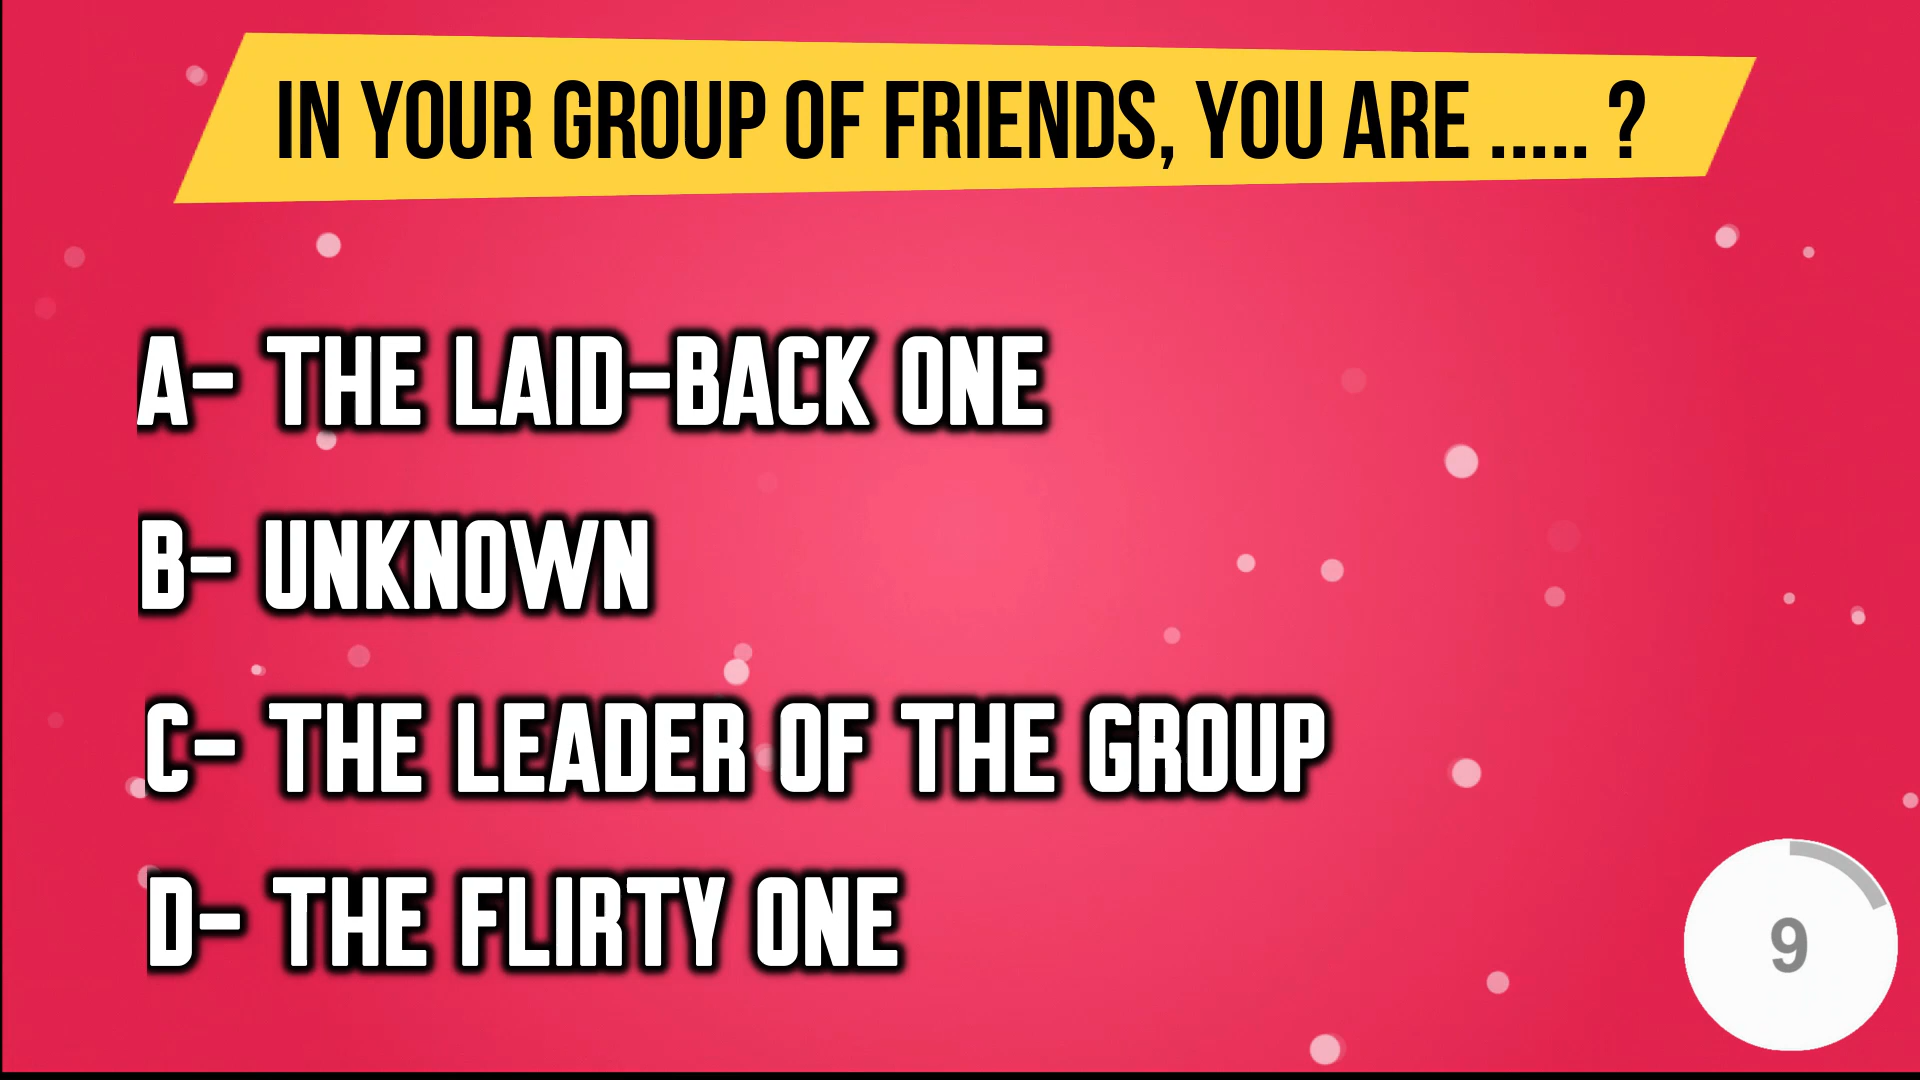 IN YOUR GROUP OF FRIENDS, YOU ARE ..... ?
A- THE LAID-BACK ONE
B- UNKNOWN
C- THE LEADER OF THE GROUP
D- THE FLIRTY ONE
9